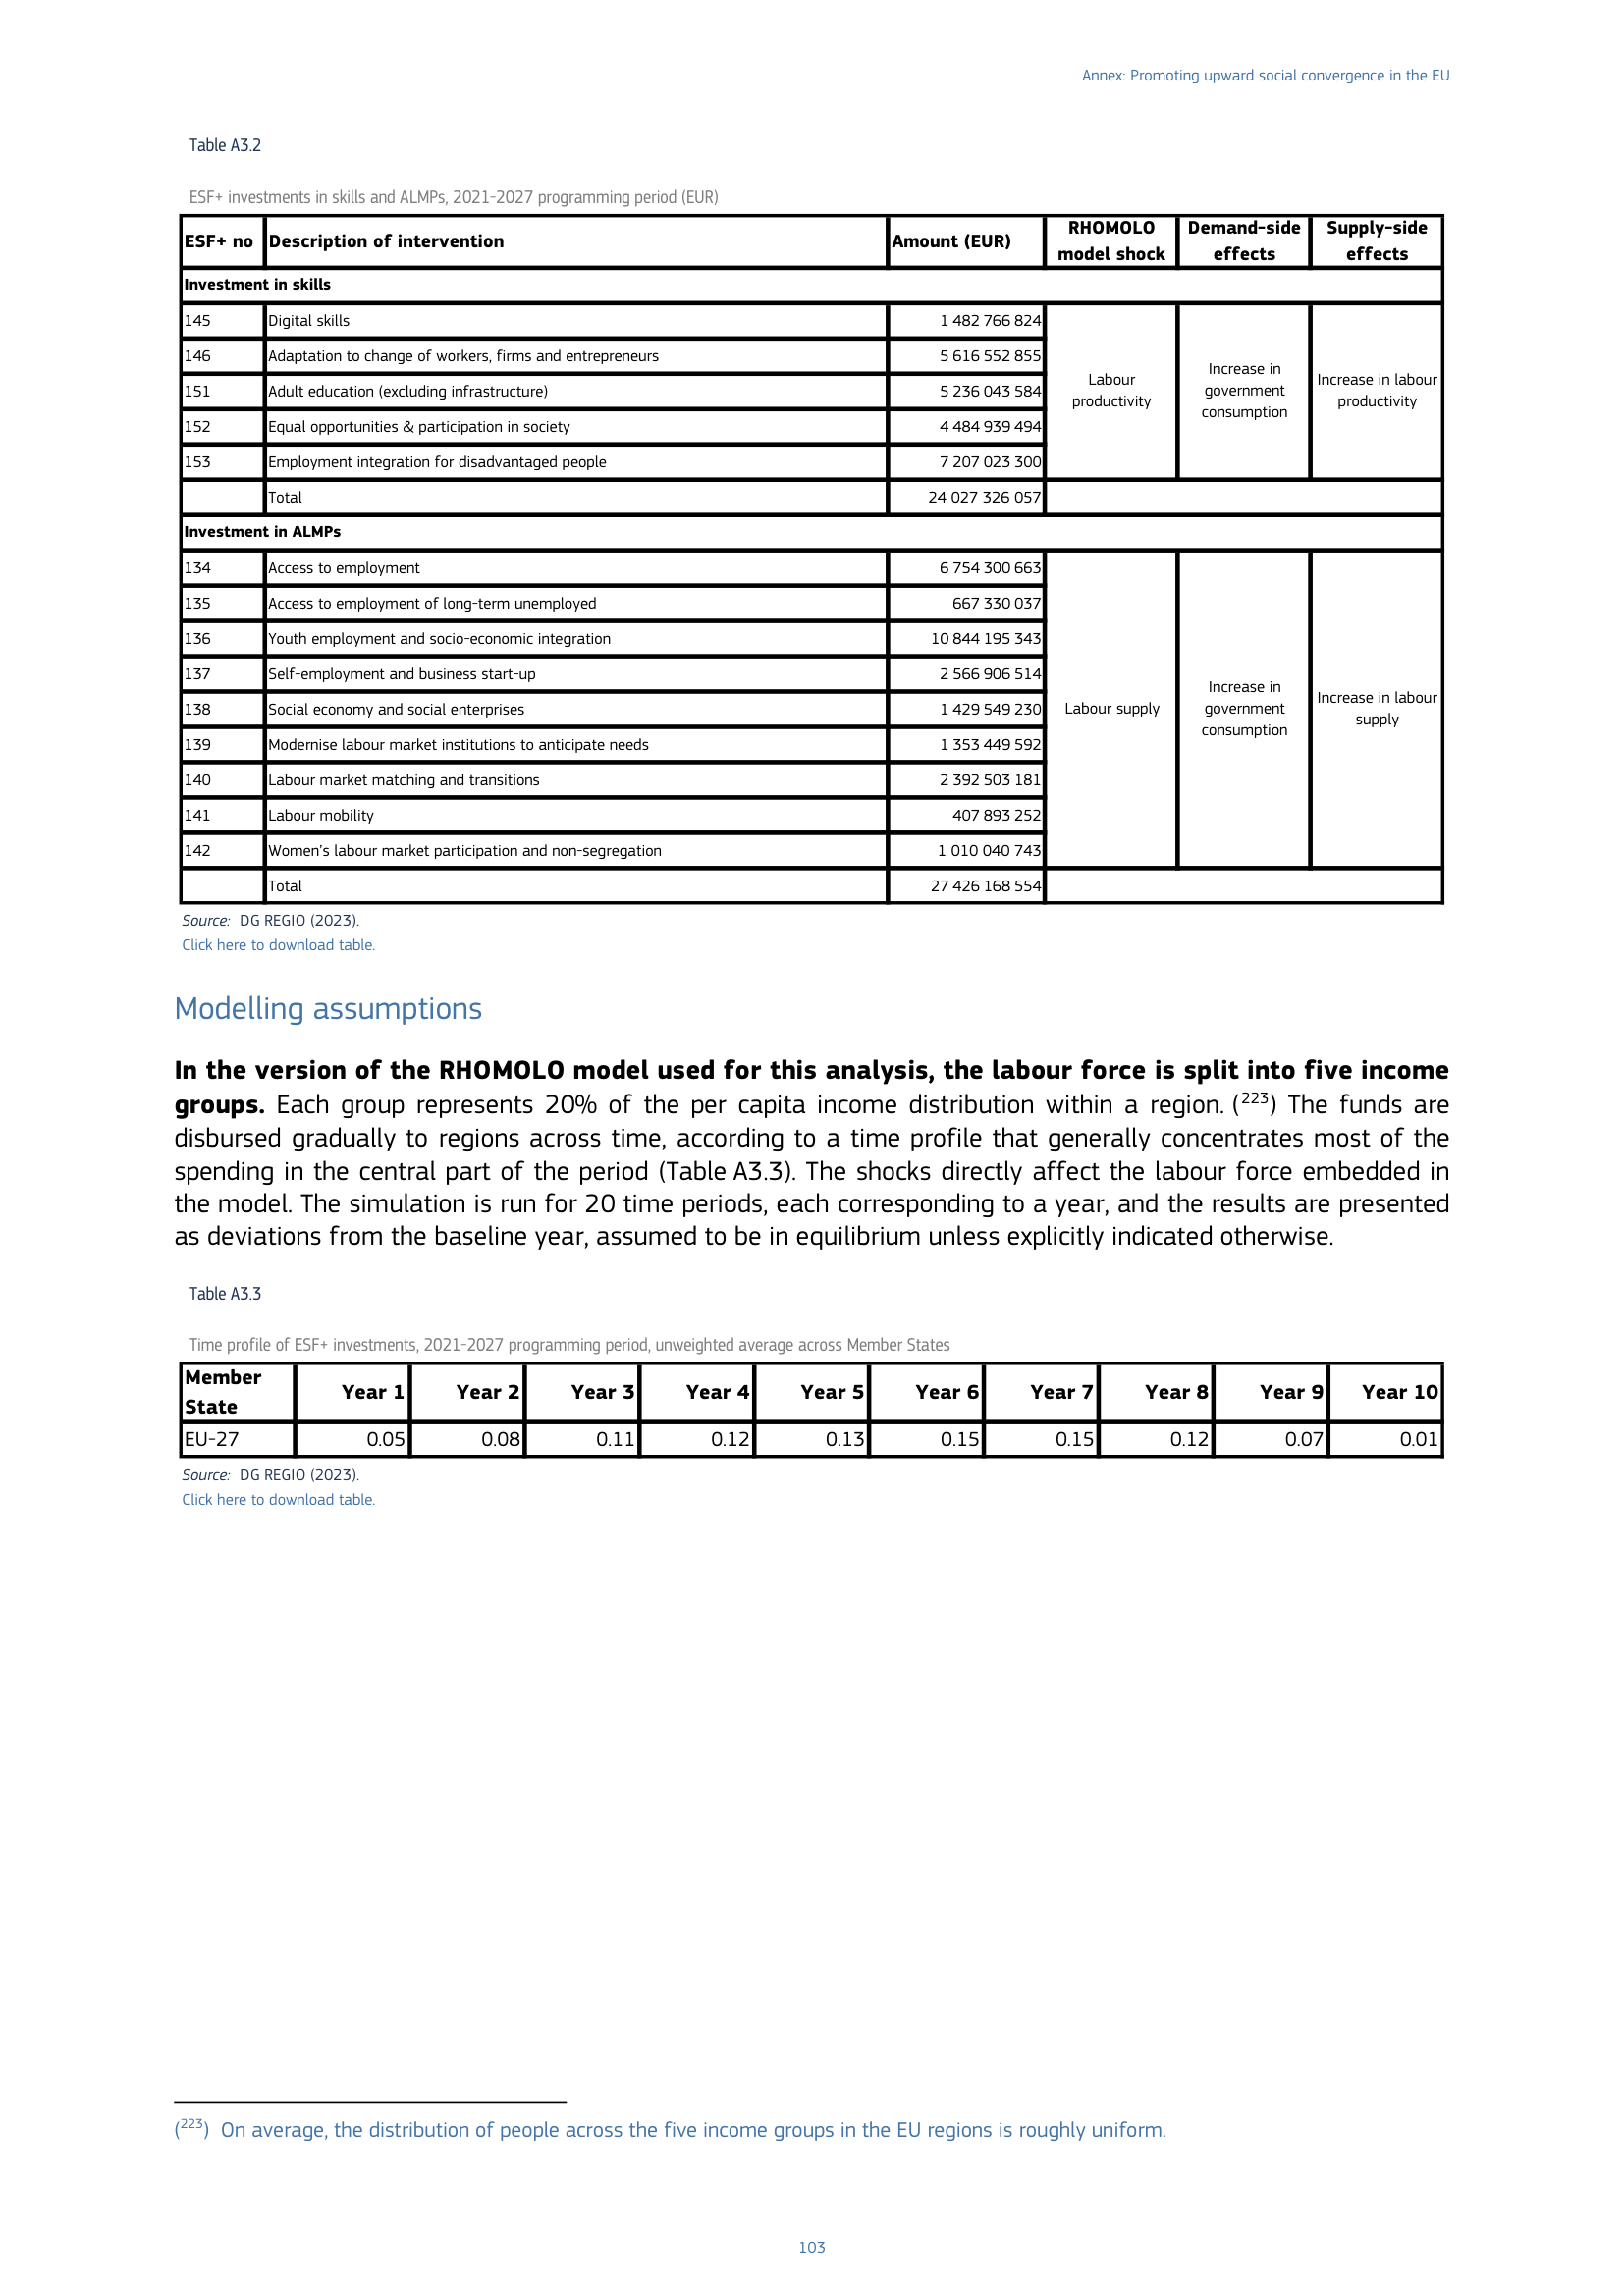 Annex: Promoting upward social convergence in the EU
Table A3.2
ESF+ investments in skills and ALMPs, 2021-2027 programming period (EUR)
ESF+ no Description of intervention Amount (EUR) RHOMOLO model shock Demand-side effects Supply-side effects
Investment in skills
145 Digital skills 1 482 766 824
146 Adaptation to change of workers, firms and entrepreneurs 5 616 552 855
151 Adult education (excluding infrastructure) 5 236 043 584
152 Equal opportunities & participation in society 4 484 939 494
153 Employment integration for disadvantaged people 7 207 023 300
Labour productivity
Increase in government consumption
Increase in labour productivity
Total 24 027 326 057
Investment in ALMPs
134 Access to employment 6 754 300 663
135 Access to employment of long-term unemployed 667 330 037
136 Youth employment and socio-economic integration 10 844 195 343
137 Self-employment and business start-up 2 566 906 514
138 Social economy and social enterprises 1 429 549 230
139 Modernise labour market institutions to anticipate needs 1 353 449 592
140 Labour market matching and transitions 2 392 503 181
141 Labour mobility 407 893 252
142 Women's labour market participation and non-segregation 1 010 040 743
Labour supply
Increase in government consumption
Increase in labour supply
Total 27 426 168 554
Source: DG REGIO (2023).
Click here to download table.
Modelling assumptions
In the version of the RHOMOLO model used for this analysis, the labour force is split into five income
groups. Each group represents 20% of the per capita income distribution within a region. (223) The funds are
disbursed gradually to regions across time, according to a time profile that generally concentrates most of the
spending in the central part of the period (Table A3.3). The shocks directly affect the labour force embedded in
the model. The simulation is run for 20 time periods, each corresponding to a year, and the results are presented
as deviations from the baseline year, assumed to be in equilibrium unless explicitly indicated otherwise.
Table A3.3
Time profile of ESF+ investments, 2021-2027 programming period, unweighted average across Member States
Member State Year 1 Year 2 Year 3 Year 4 Year 5 Year 6 Year 7 Year 8 Year 9 Year 10
EU-27 0.05 0.08 0.11 0.12 0.13 0.15 0.15 0.12 0.07 0.01
Source: DG REGIO (2023).
Click here to download table.
(223) On average, the distribution of people across the five income groups in the EU regions is roughly uniform.
103